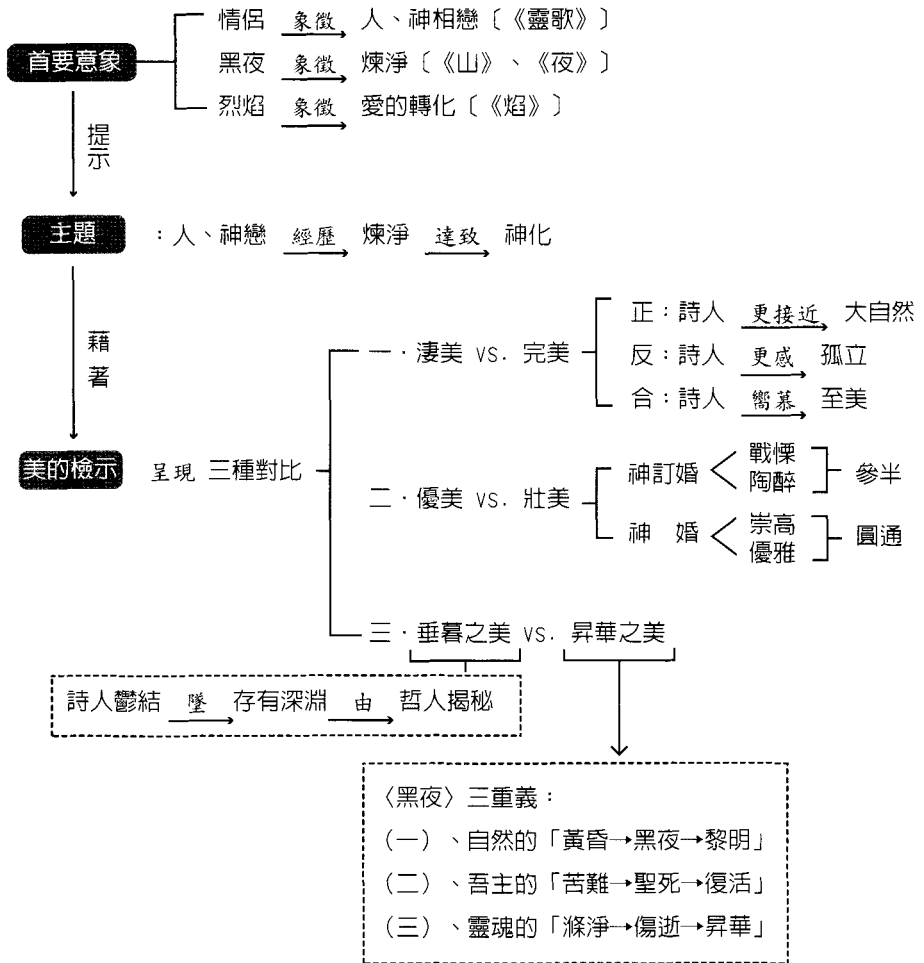 情侶 象徵 人、神相戀〔《靈歌》〕
首要意象 黑夜 象徵 煉淨〔《山》、《夜》〕
烈焰 象徵 愛的轉化〔《焰》〕
提示
主題 ：人、神戀 經歷 煉淨 達致 神化
藉著
正：詩人 更接近 大自然
一．淒美 VS. 完美 反：詩人 更感 孤立
合：詩人 嚮慕 至美
美的檢示 呈現 三種對比
二．優美 VS. 壯美
神訂婚 戰慄 陶醉 參半
神 婚 崇高 優雅 圓通
三．垂暮之美 VS. 昇華之美
詩人鬱結 墜 存有深淵 由 哲人揭秘
〈黑夜〉三重義：
（一）、自然的「黃昏→黑夜→黎明」
（二）、吾主的「苦難→聖死→復活」
（三）、靈魂的「滌淨→傷逝→昇華」